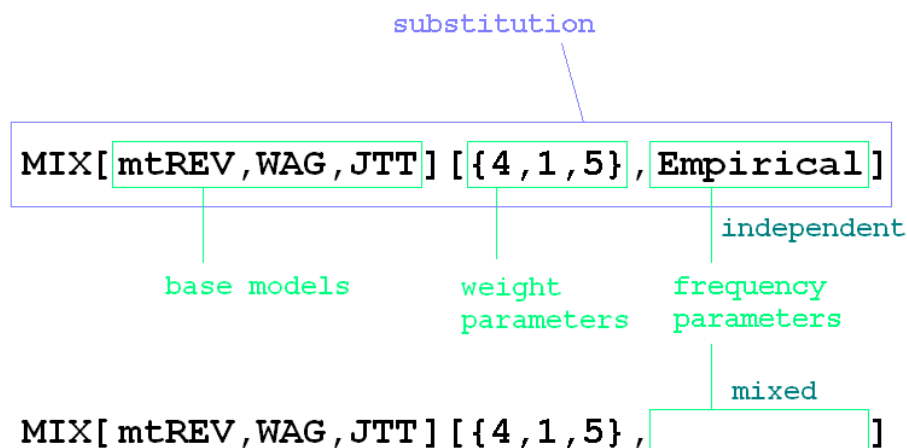 substitution
MIX[mtREV,WAG,JTT][{4,1,5},Empirical]
independent
base models
weight parameters
frequency parameters
mixed
MIX[mtREV,WAG,JTT][{4,1,5}, ]